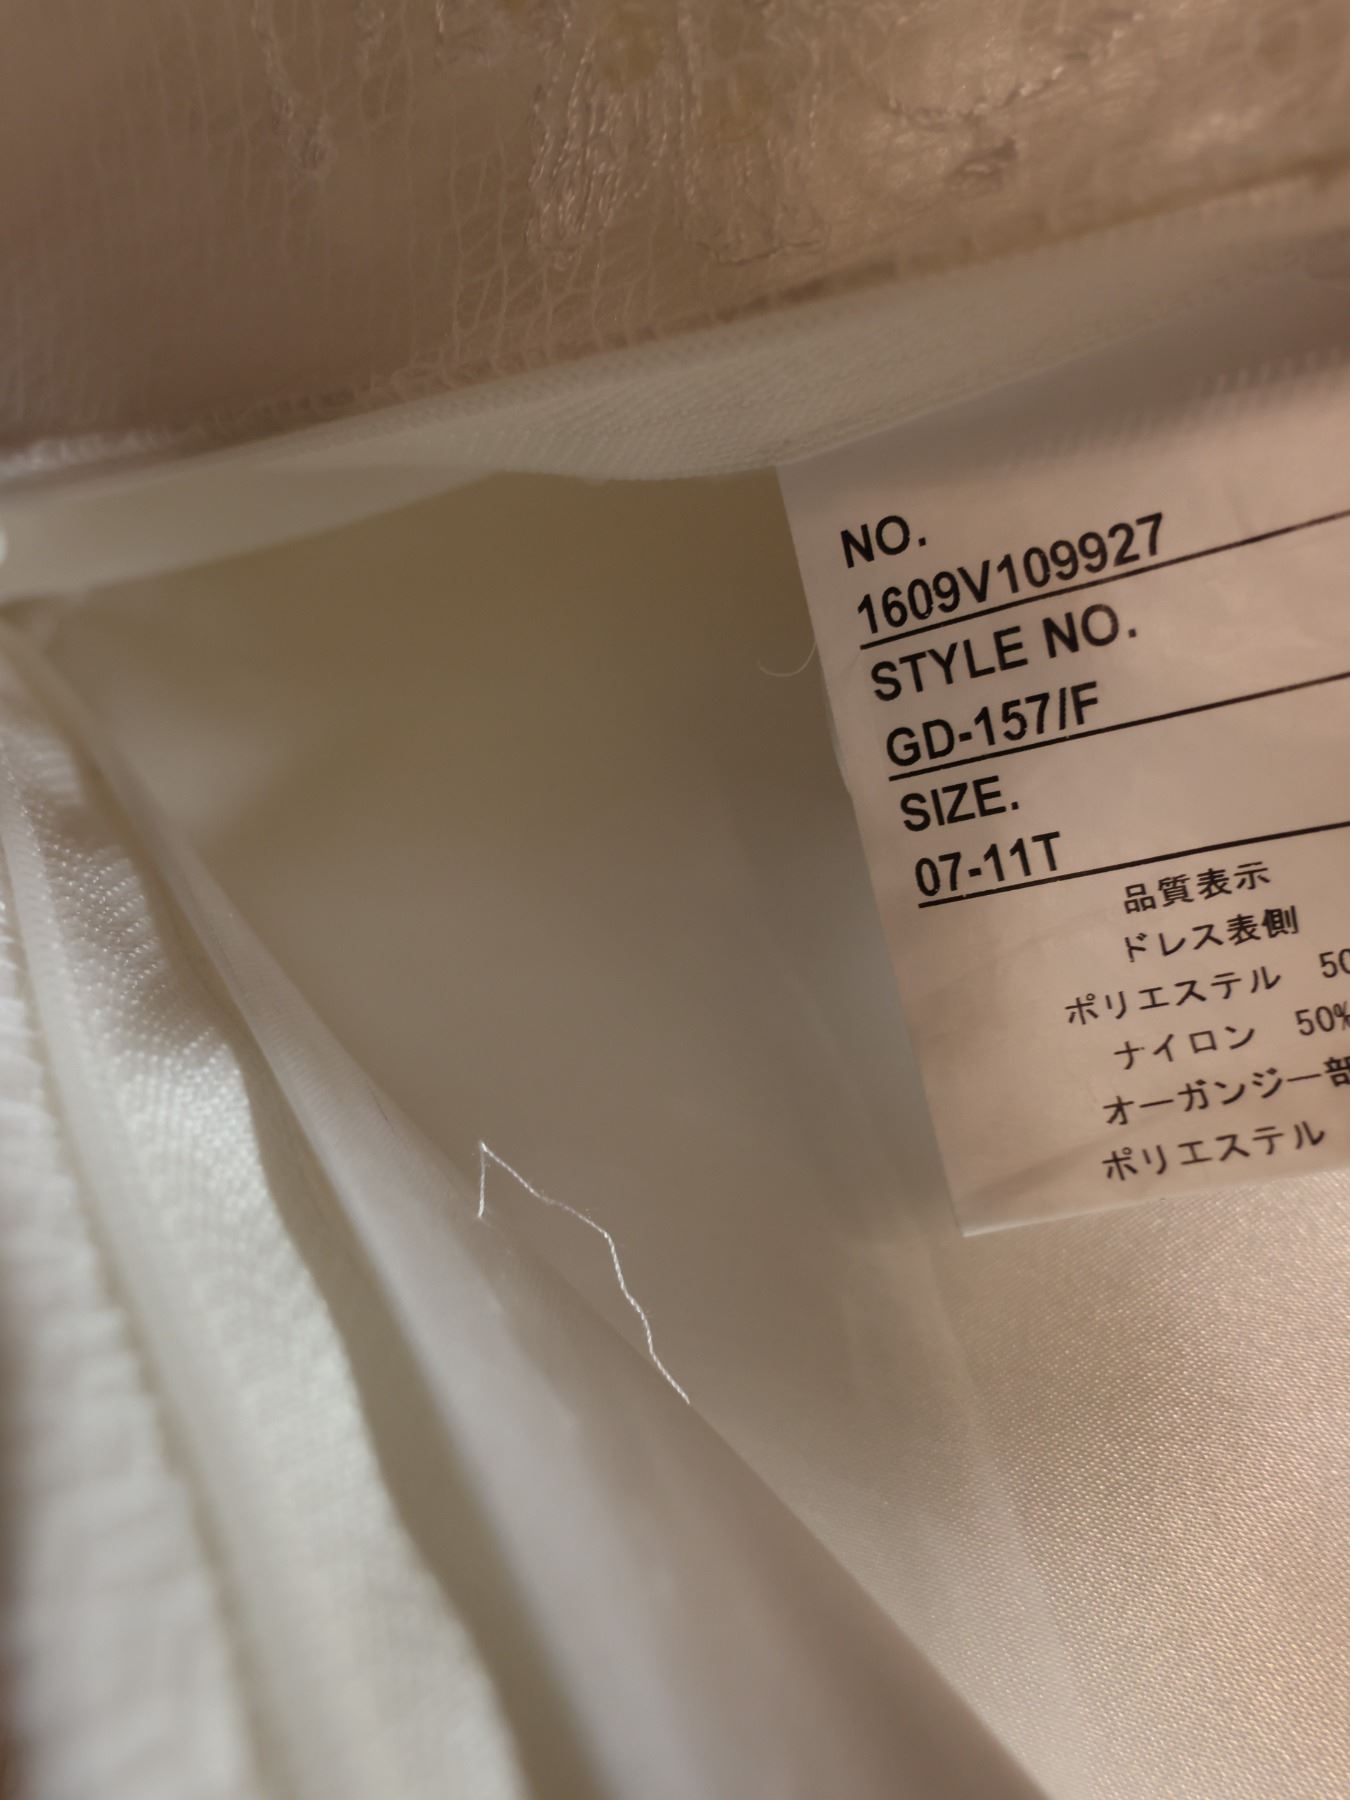 NO.
1609V109927
STYLE NO.
GD-157/F
SIZE.
07-11T
品質表示
ドレス表側
ポリエステル 50
ナイロン 50%
オーガンジー部
ポリエステル